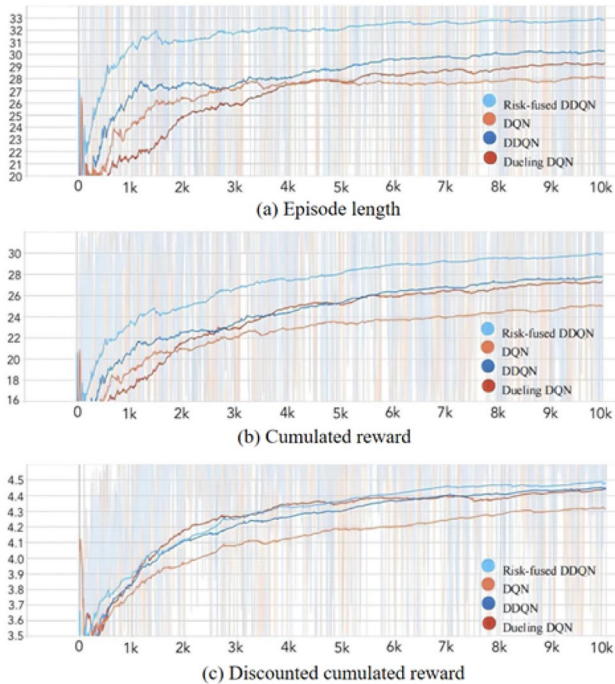 33
32
31
30
29
28
27
26
25
24
23
22
21
20
Risk-fused DDQN
DQN
DDQN
Dueling DQN
0 1k 2k 3k 4k 5k 6k 7k 8k 9k 10k
(a) Episode length
30
28
26
24
22
20
18
16
Risk-fused DDQN
DQN
DDQN
Dueling DQN
0 1k 2k 3k 4k 5k 6k 7k 8k 9k 10k
(b) Cumulated reward
4.5
4.4
4.3
4.2
4.1
4.0
3.9
3.8
3.7
3.6
3.5
Risk-fused DDQN
DQN
DDQN
Dueling DQN
0 1k 2k 3k 4k 5k 6k 7k 8k 9k 10k
(c) Discounted cumulated reward